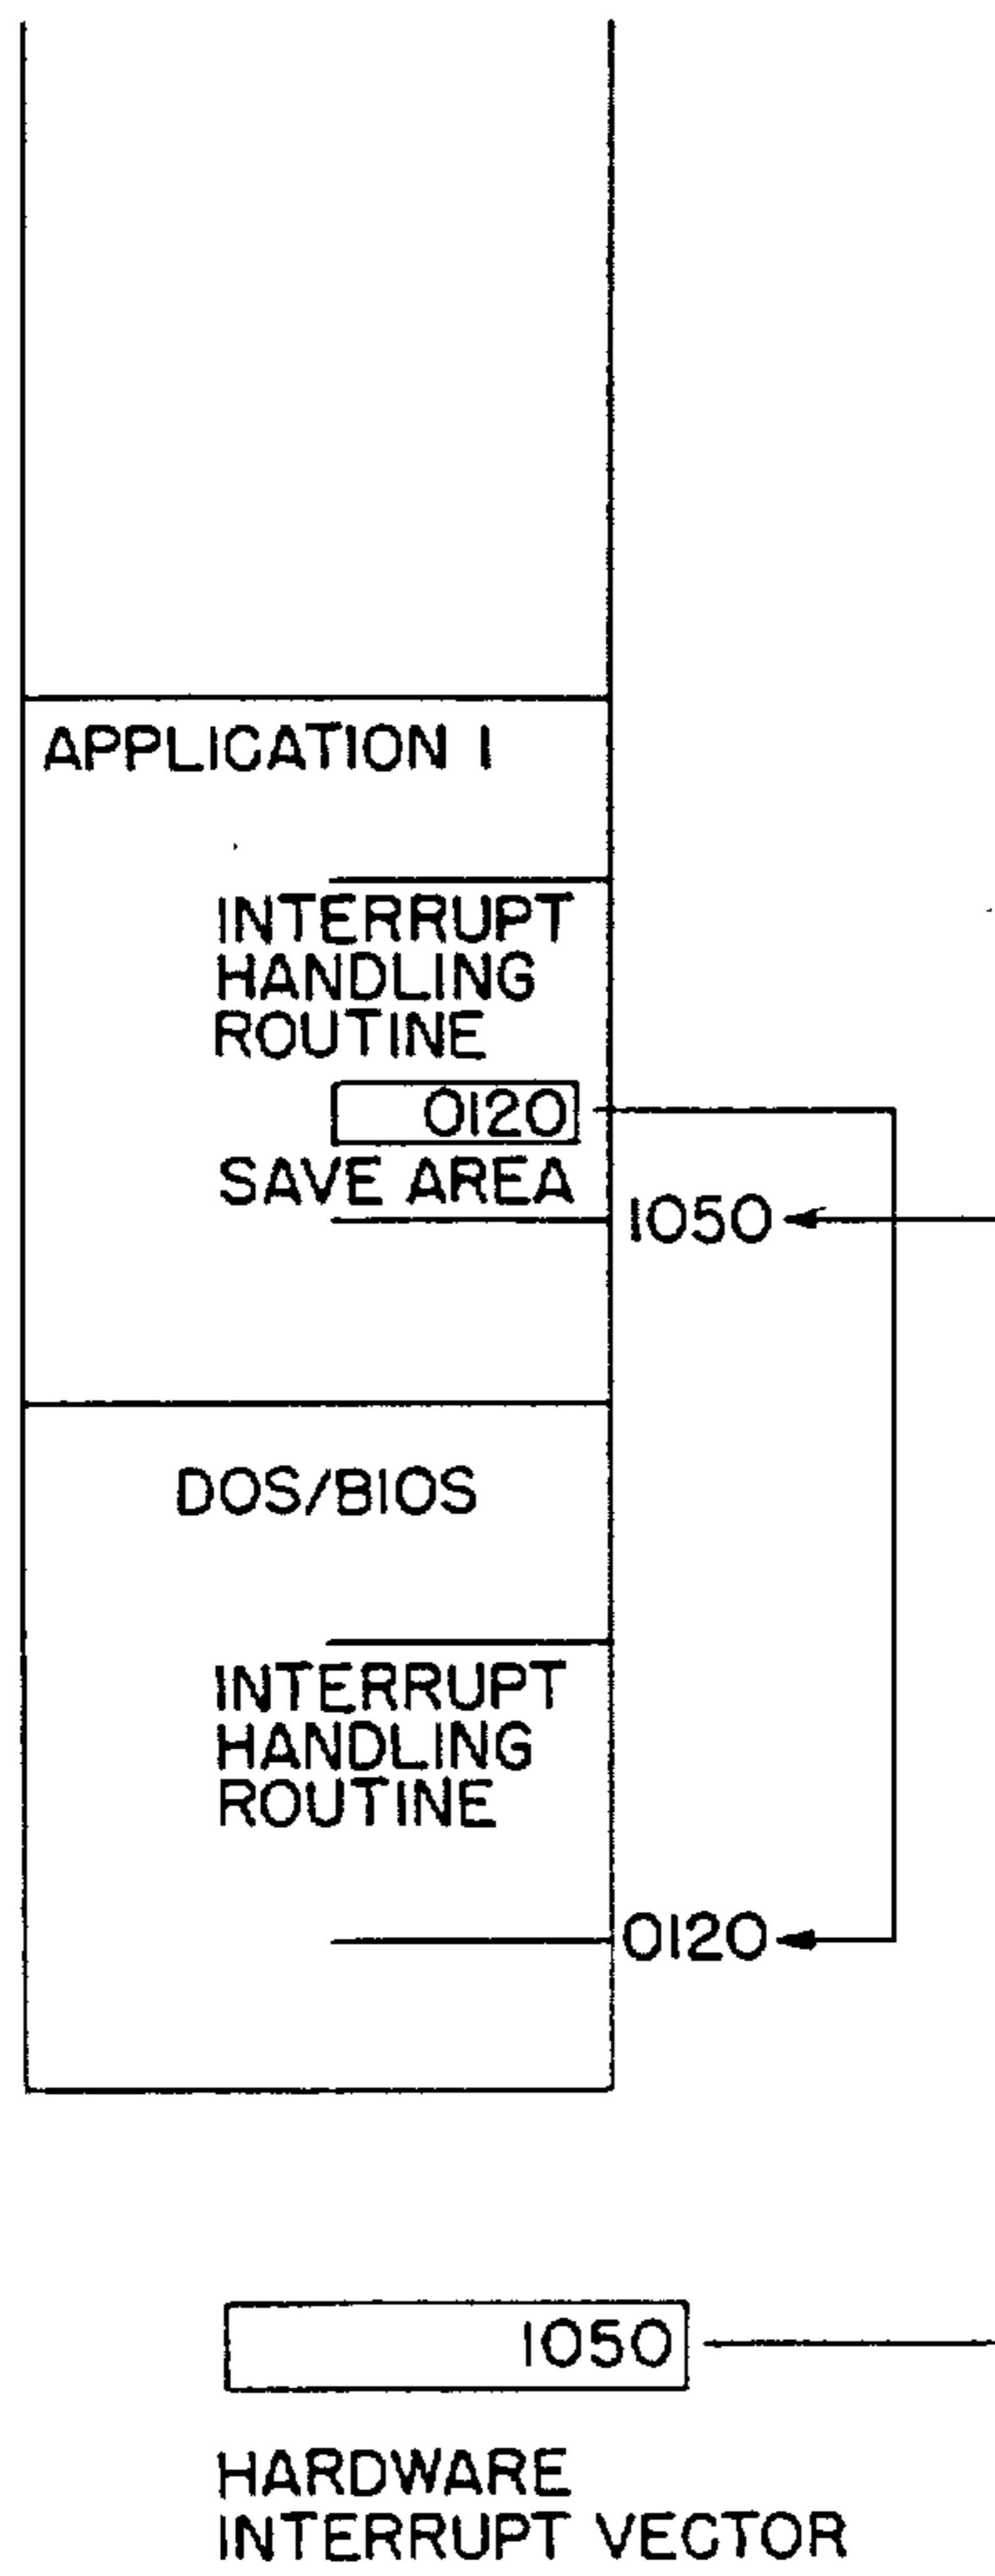 APPLICATION 1
INTERRUPT
HANDLING
ROUTINE
0120
SAVE AREA
1050
DOS/BIOS
INTERRUPT
HANDLING
ROUTINE
0120
1050
HARDWARE
INTERRUPT VECTOR